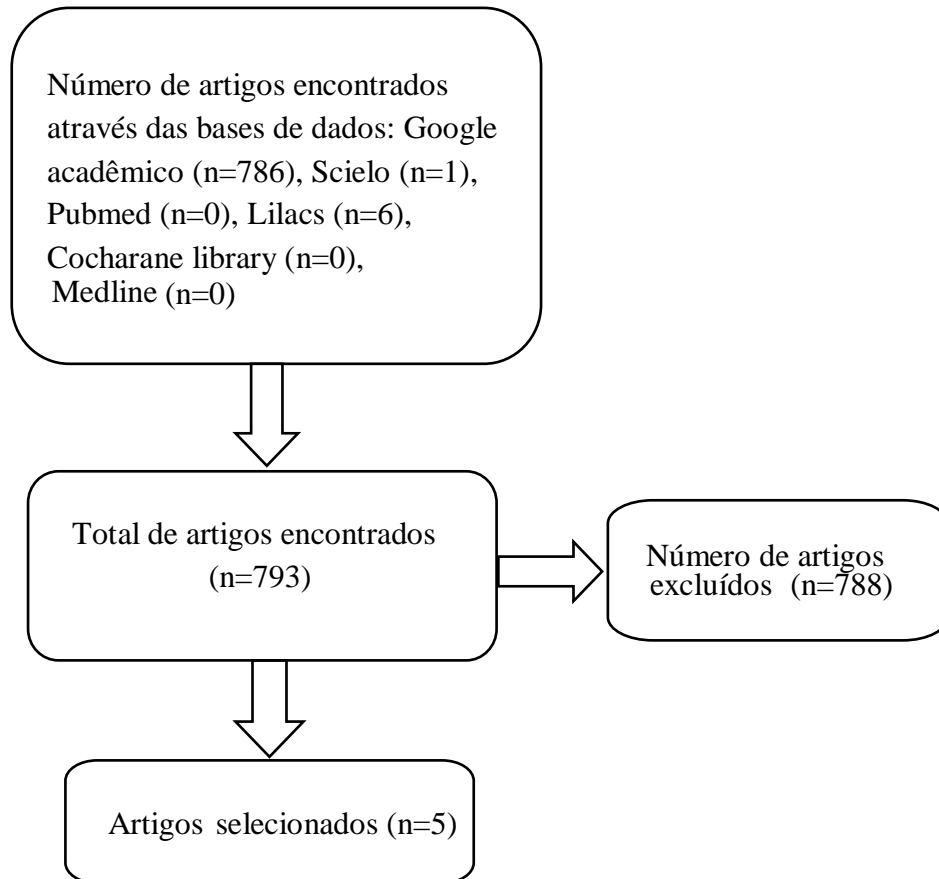 Número de artigos encontrados
através das bases de dados: Google
acadêmico (n=786), Scielo (n=1),
Pubmed (n=0), Lilacs (n=6),
Cocharane library (n=0),
Medline (n=0)
Total de artigos encontrados
(n=793)
Número de artigos
excluídos (n=788)
Artigos selecionados (n=5)